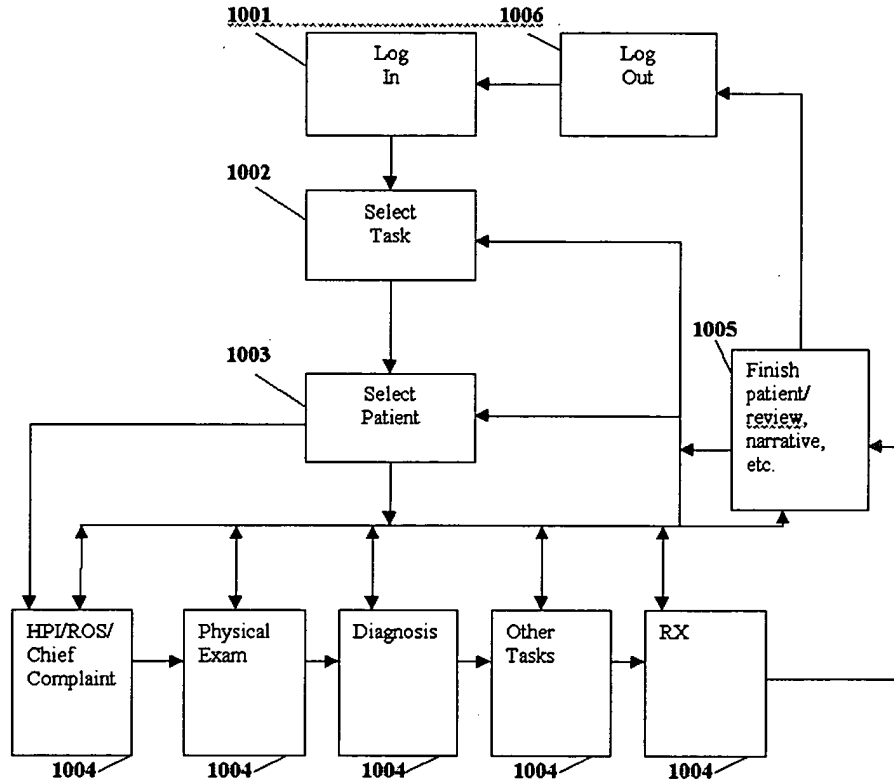 1001
1006
Log
In
Log
Out
1002
Select
Task
1003
Select
Patient
1005
Finish
patient/
review,
narrative,
etc.
HPI/ROS/
Chief
Complaint
Physical
Exam
Diagnosis
Other
Tasks
RX
1004
1004
1004
1004
1004